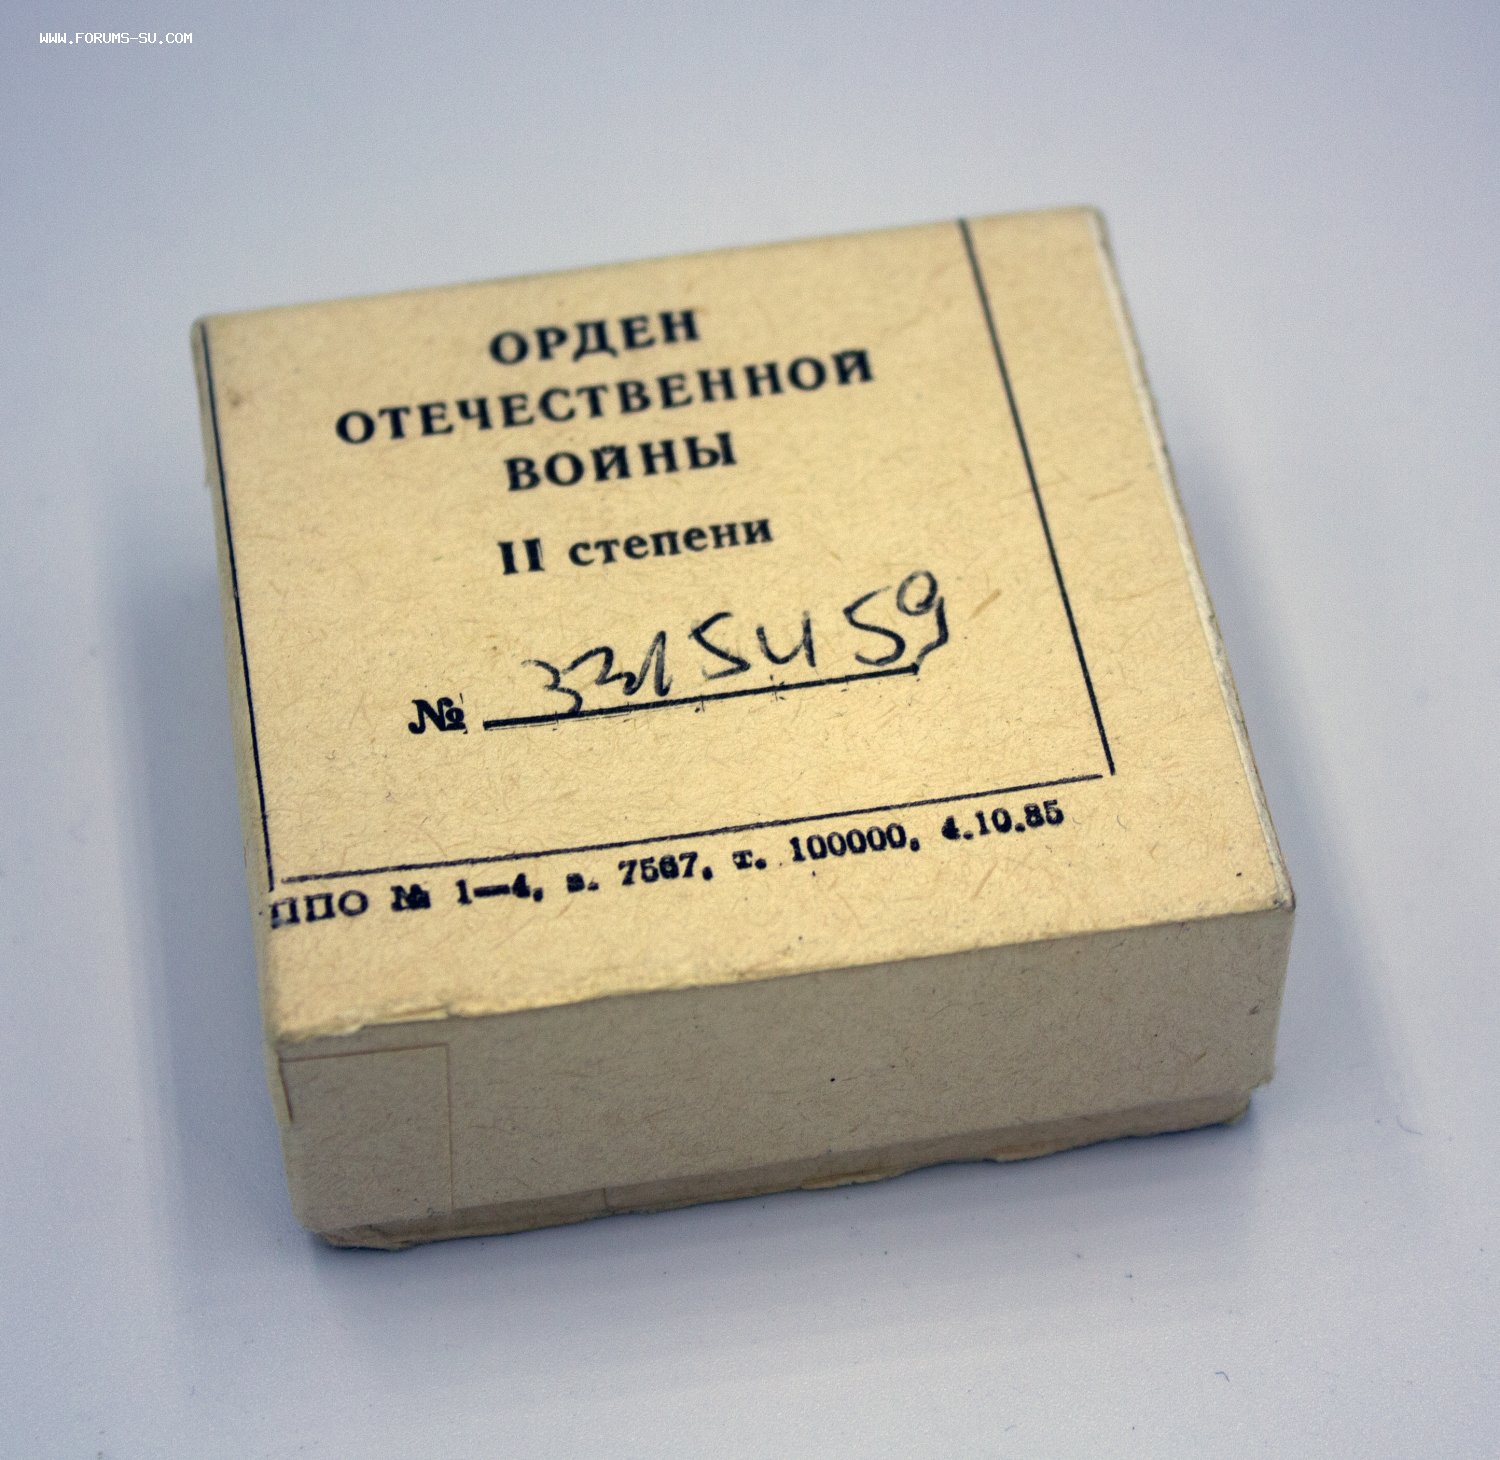 WWW.FORUMS-SU.COM
ОРДЕН
ОТЕЧЕСТВЕННОЙ
ВОЙНЫ
II степени
№ 3315459
ППО № 1—4, з. 7567, т. 100000, 4.10.85